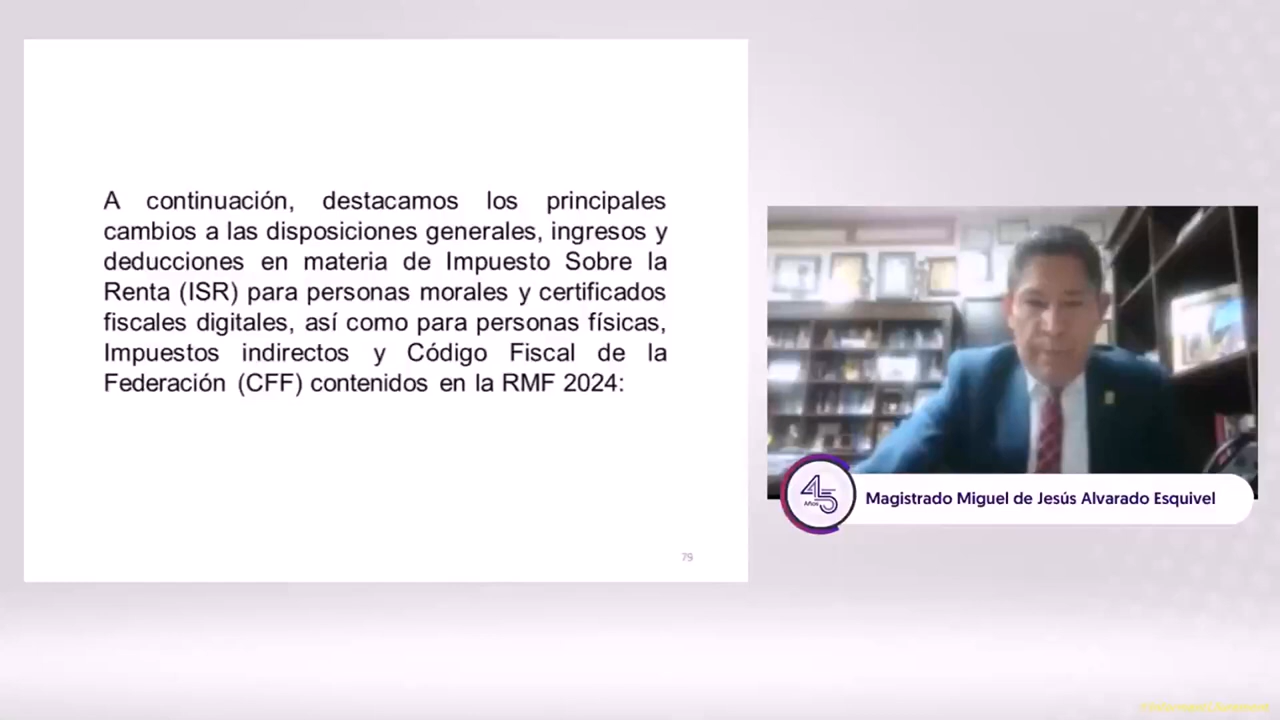 A continuación, destacamos los principales
cambios a las disposiciones generales, ingresos y
deducciones en materia de Impuesto Sobre la
Renta (ISR) para personas morales y certificados
fiscales digitales, así como para personas físicas,
Impuestos indirectos y Código Fiscal de la
Federación (CFF) contenidos en la RMF 2024:
79
45
Años
Magistrado Miguel de Jesús Alvarado Esquivel